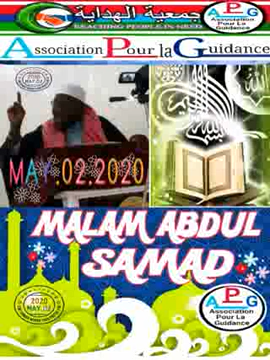 جمعية الهداية
REACHING PEOPLE IN NEED
APG
Association
Pour La
Guidance
Association Pour la Guidance
MAY.02.2020
MALAM ABDUL
SAMAD
2020
APG
Association
Pour La
Guidance